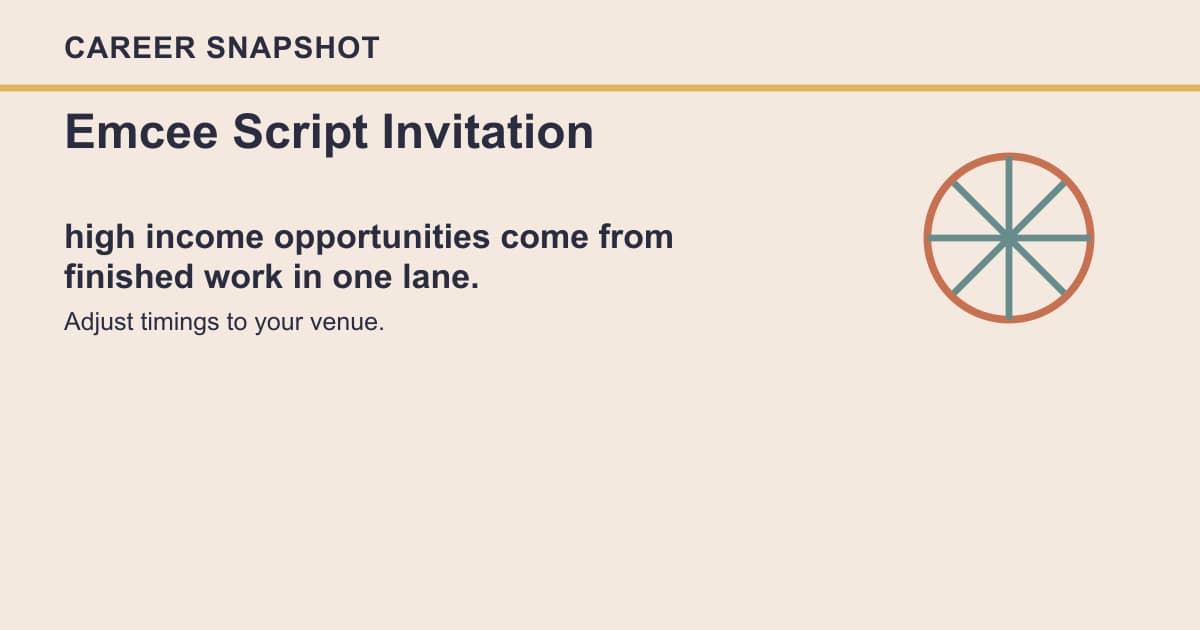 CAREER SNAPSHOT
Emcee Script Invitation
high income opportunities come from
finished work in one lane.
Adjust timings to your venue.